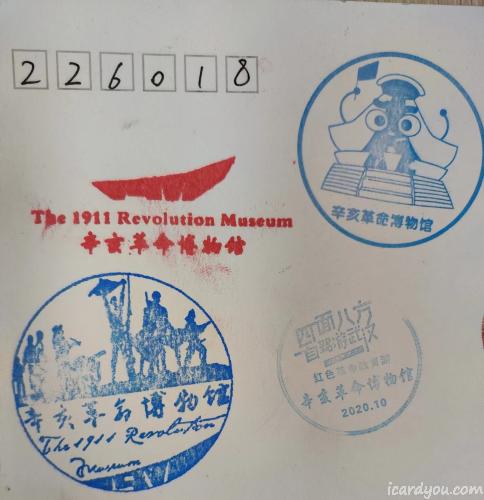 226018
辛亥革命博物馆
The 1911 Revolution Museum
辛亥革命博物馆
四面八方
自路游武汉
辛亥革命博物馆
2020.10
辛亥革命博物馆
The 1911 Revolution
Museum
icardyou.com